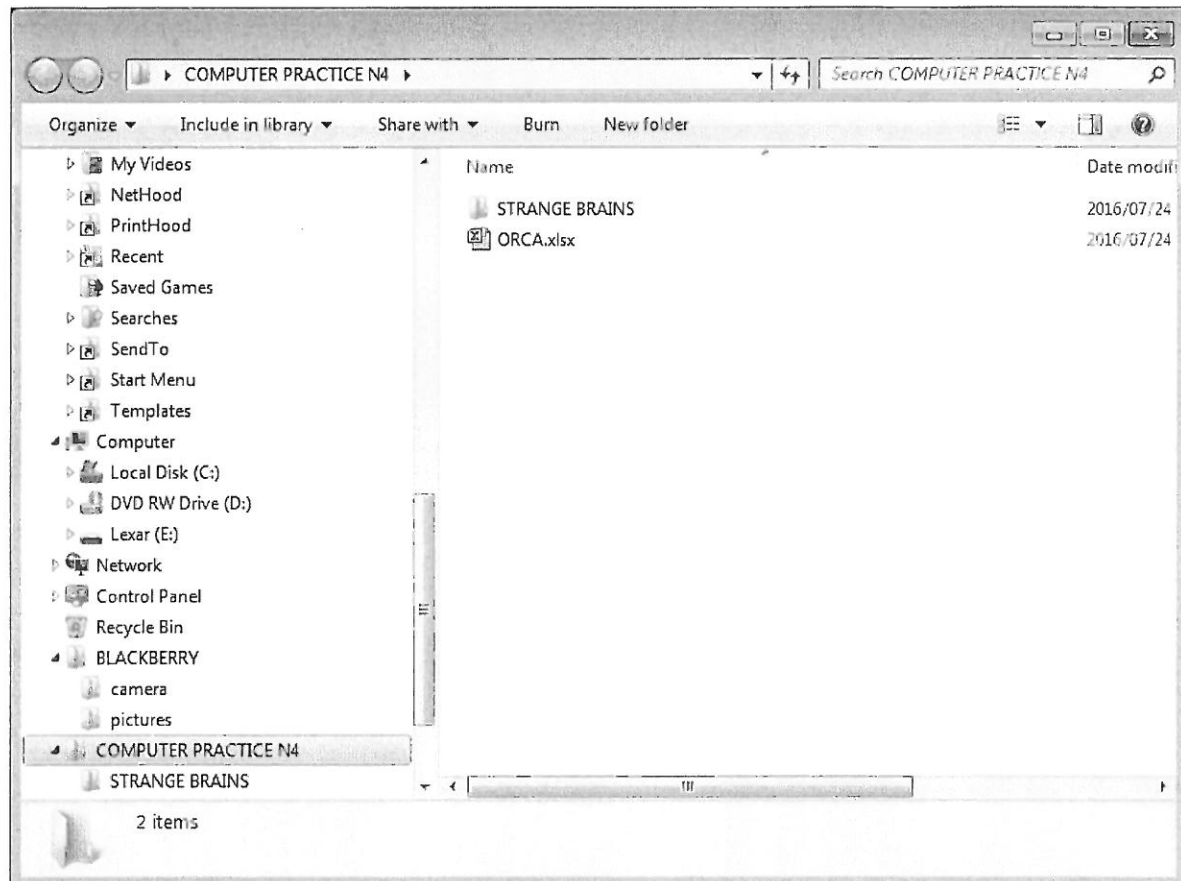 COMPUTER PRACTICE N4
Search COMPUTER PRACTICE N4
Organize Include in library Share with Burn New folder
Name Date modifi
My Videos
NetHood
PrintHood
Recent
Saved Games
Searches
SendTo
Start Menu
Templates
Computer
Local Disk (C:)
DVD RW Drive (D:)
Lexar (E:)
Network
Control Panel
Recycle Bin
BLACKBERRY
camera
pictures
COMPUTER PRACTICE N4
STRANGE BRAINS
STRANGE BRAINS 2016/07/24
ORCA.xlsx 2016/07/24
2 items